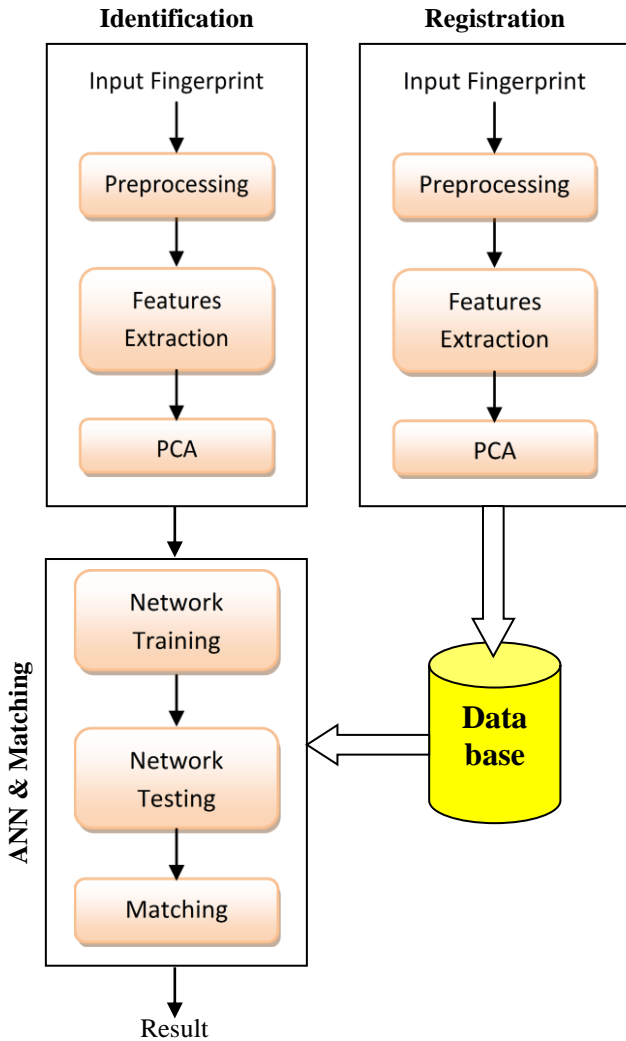 Identification
Input Fingerprint
Preprocessing
Features
Extraction
PCA
Registration
Input Fingerprint
Preprocessing
Features
Extraction
PCA
ANN & Matching
Network
Training
Network
Testing
Matching
Data
base
Result